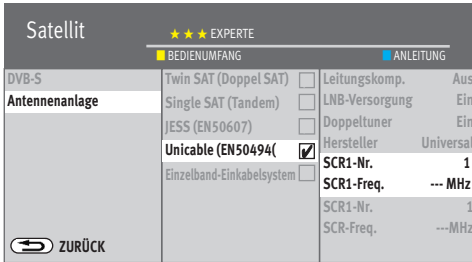 Satellit
★ ★ ★ EXPERTE
BEDIENUMFANG
ANLEITUNG
DVB-S
Antennenanlage
Twin SAT (Doppel SAT)
Single SAT (Tandem)
JESS (EN50607)
Unicable (EN50494(
Einzelband-Einkabelsystem
Leitungskomp. Aus
LNB-Versorgung Ein
Doppeltuner Ein
Hersteller Universal
SCR1-Nr. 1
SCR1-Freq. --- MHz
SCR1-Nr. 1
SCR-Freq. ---MHz
ZURÜCK